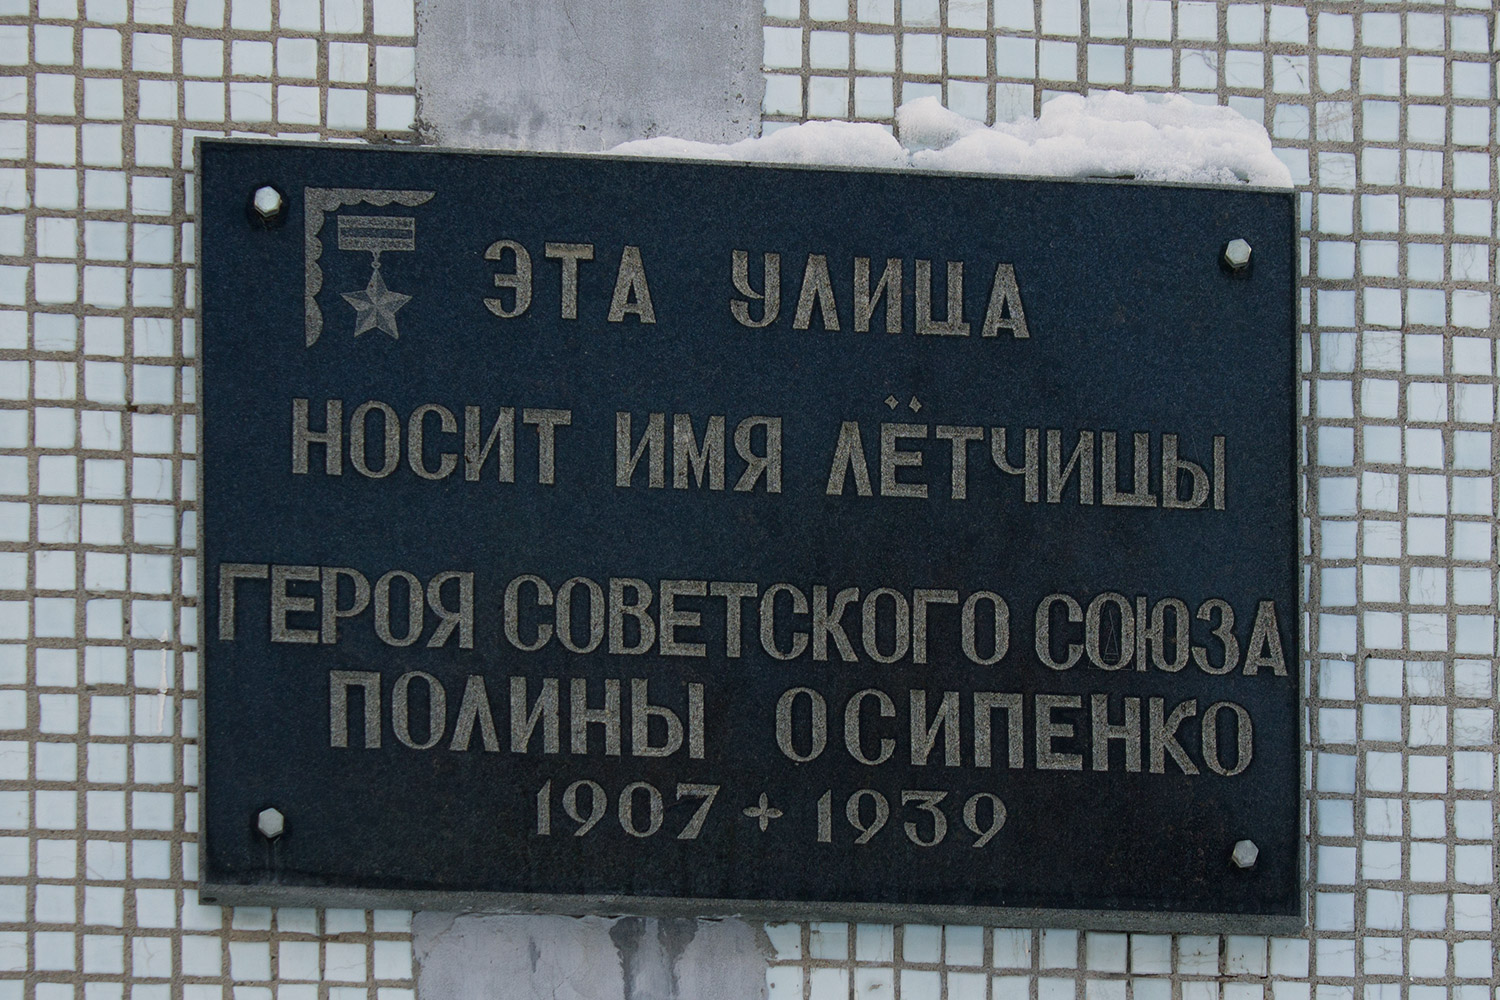 ЭТА УЛИЦА
НОСИТ ИМЯ ЛЁТЧИЦЫ
ГЕРОЯ СОВЕТСКОГО СОЮЗА
ПОЛИНЫ ОСИПЕНКО
1907 + 1939